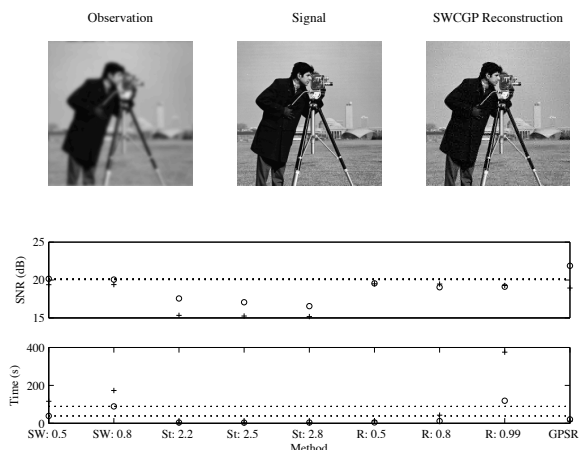 Observation
Signal
SWCGP Reconstruction
25
20
15
SNR (dB)
400
200
0
Time (s)
SW: 0.5
SW: 0.8
St: 2.2
St: 2.5
St: 2.8
R: 0.5
R: 0.8
R: 0.99
GPSR
Method